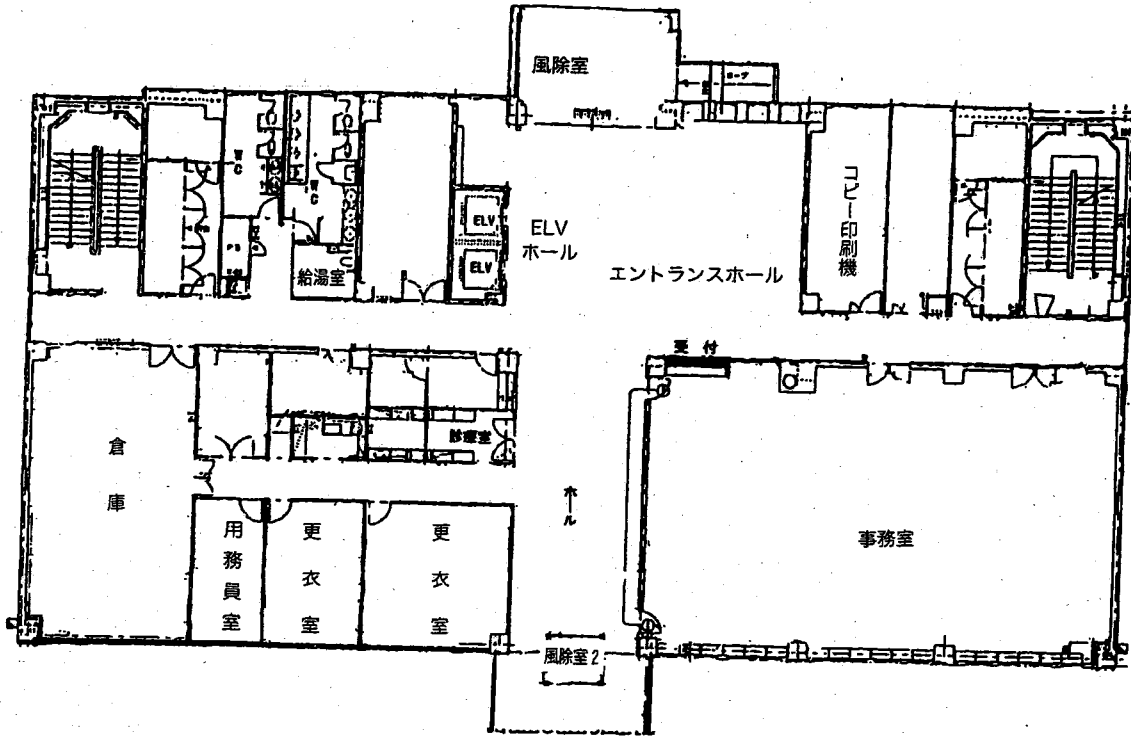 風除室
WC
WC
PS
ELV
ELV
ELV
ホール
給湯室
エントランスホール
コピー印刷機
受付
倉庫
診療室
ホール
用務員室
更衣室
更衣室
事務室
風除室2